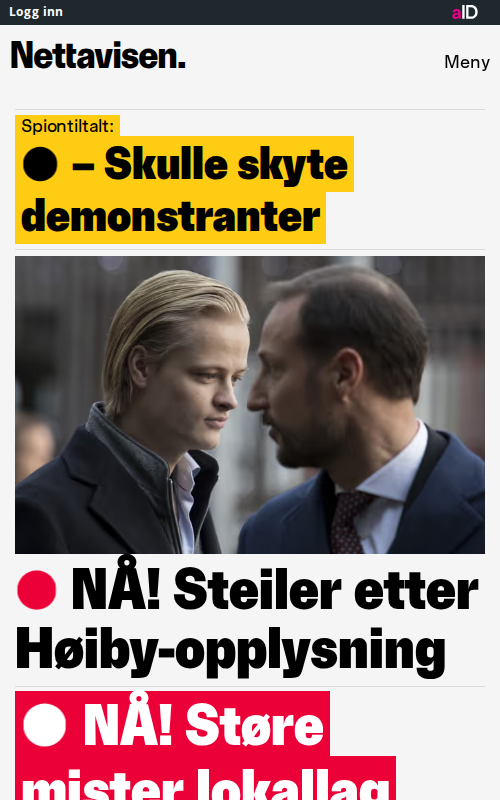 Logg inn
aID
Nettavisen.
Meny
Spiontiltalt:
– Skulle skyte
demonstranter
NÅ! Steiler etter
Høiby-opplysning
NÅ! Støre
mister lokallag